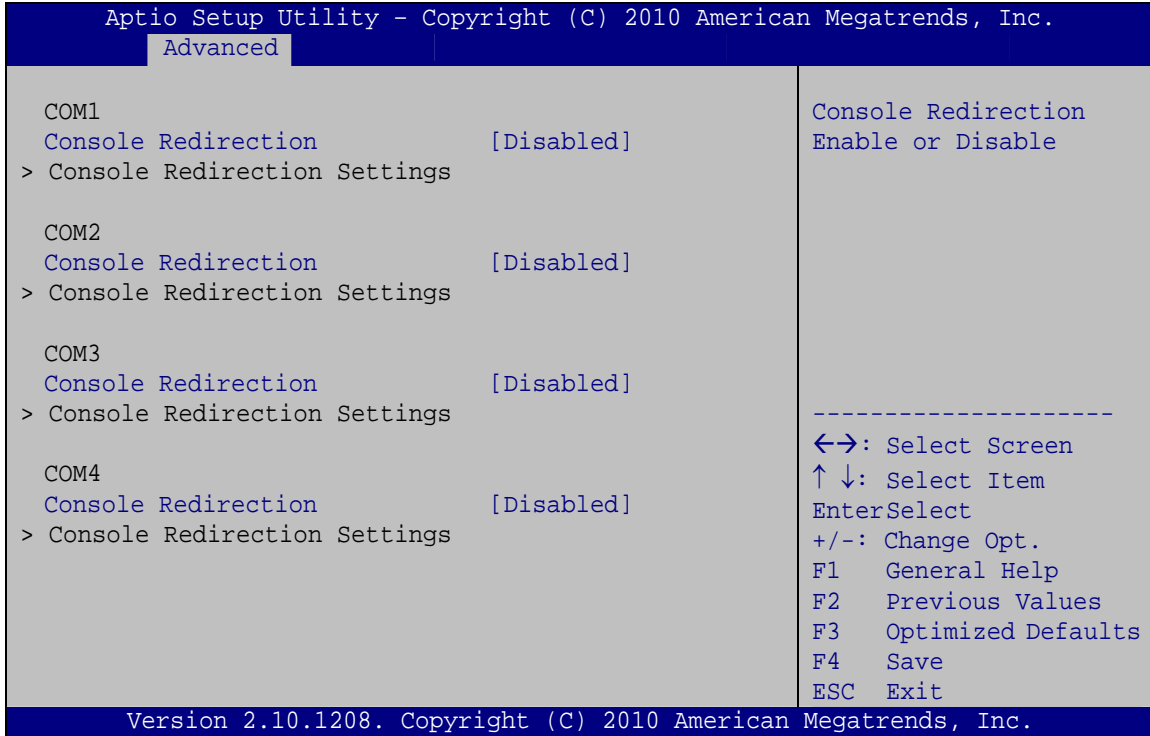 Aptio Setup Utility – Copyright (C) 2010 American Megatrends, Inc.
Advanced
COM1
Console Redirection [Disabled]
> Console Redirection Settings
COM2
Console Redirection [Disabled]
> Console Redirection Settings
COM3
Console Redirection [Disabled]
> Console Redirection Settings
COM4
Console Redirection [Disabled]
> Console Redirection Settings
Console Redirection
Enable or Disable
---------------------
←→: Select Screen
↑ ↓: Select Item
EnterSelect
+/-: Change Opt.
F1 General Help
F2 Previous Values
F3 Optimized Defaults
F4 Save
ESC Exit
Version 2.10.1208. Copyright (C) 2010 American Megatrends, Inc.